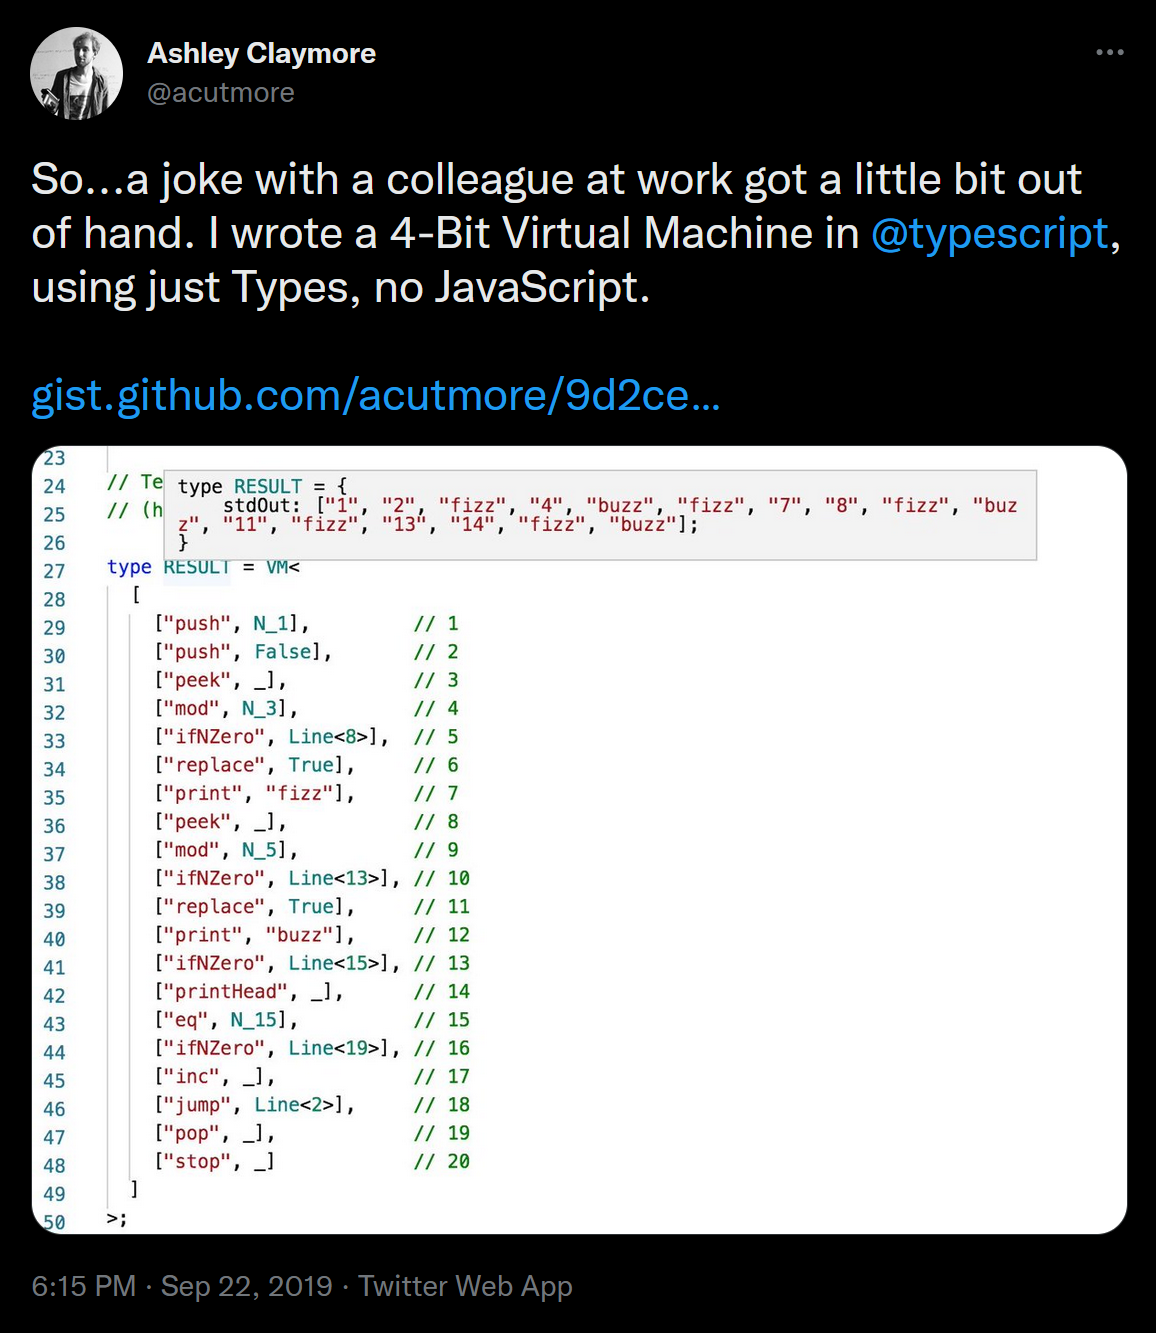 Ashley Claymore
@acutmore
So...a joke with a colleague at work got a little bit out
of hand. I wrote a 4-Bit Virtual Machine in @typescript,
using just Types, no JavaScript.
gist.github.com/acutmore/9d2ce...
23
24 // Te
25 // (h
type RESULT = {
stdOut: ["1", "2", "fizz", "4", "buzz", "fizz", "7", "8", "fizz", "buz
z", "11", "fizz", "13", "14", "fizz", "buzz"];
}
26
27 type RESULT = VM<
28 [
29 ["push", N_1], // 1
30 ["push", False], // 2
31 ["peek", _], // 3
32 ["mod", N_3], // 4
33 ["ifNZero", Line<8>], // 5
34 ["replace", True], // 6
35 ["print", "fizz"], // 7
36 ["peek", _], // 8
37 ["mod", N_5], // 9
38 ["ifNZero", Line<13>], // 10
39 ["replace", True], // 11
40 ["print", "buzz"], // 12
41 ["ifNZero", Line<15>], // 13
42 ["printHead", _], // 14
43 ["eq", N_15], // 15
44 ["ifNZero", Line<19>], // 16
45 ["inc", _], // 17
46 ["jump", Line<2>], // 18
47 ["pop", _], // 19
48 ["stop", _] // 20
49 ]
50 >;
6:15 PM · Sep 22, 2019 · Twitter Web App